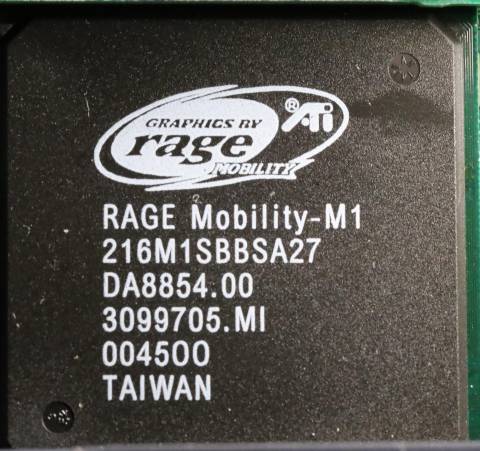 GRAPHICS BY
rage
MOBILITY
® ATi
RAGE Mobility-M1
216M1SBBSA27
DA8854.00
3099705.MI
004500
TAIWAN